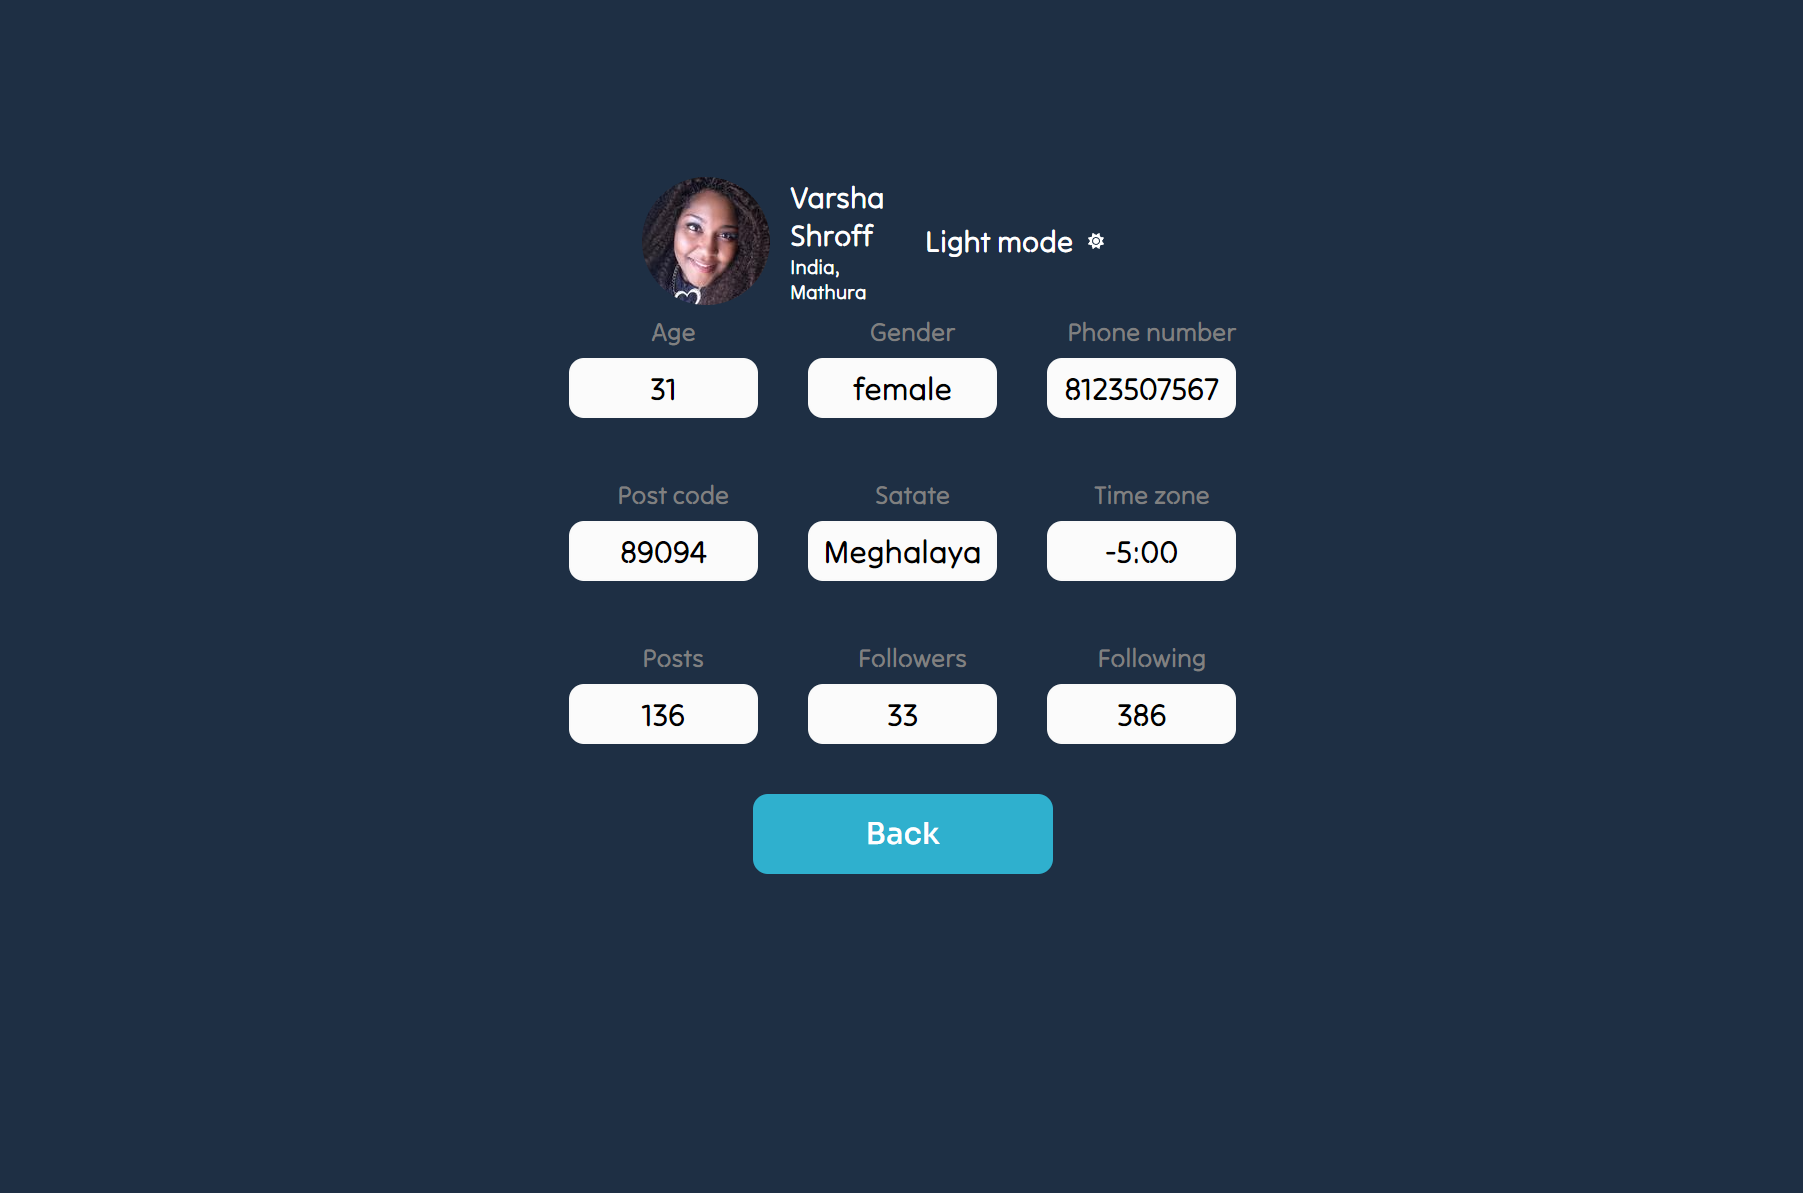 Varsha
Shroff
India,
Mathura
Light mode
Age
Gender
Phone number
31
female
8123507567
Post code
Satate
Time zone
89094
Meghalaya
-5:00
Posts
Followers
Following
136
33
386
Back